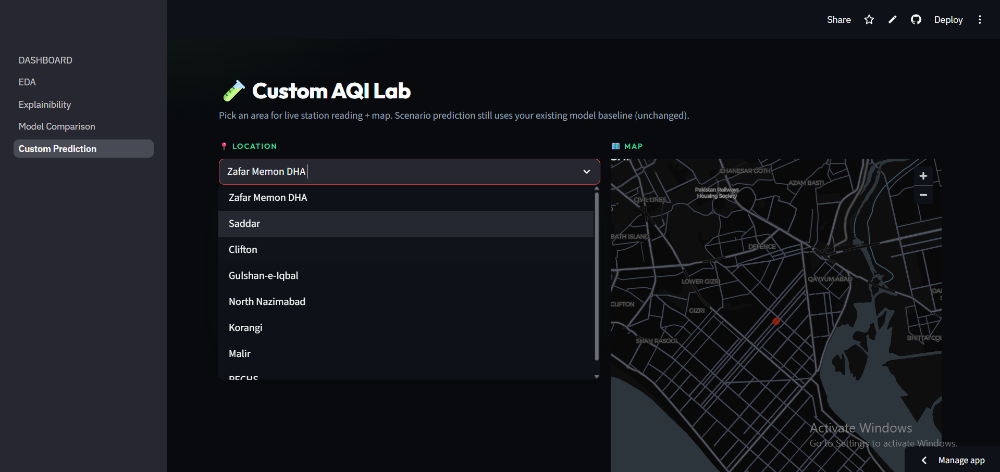 Share
Deploy
DASHBOARD
EDA
Explainibility
Model Comparison
Custom Prediction
Custom AQI Lab
Pick an area for live station reading + map. Scenario prediction still uses your existing model baseline (unchanged).
LOCATION
Zafar Memon DHA
Zafar Memon DHA
Saddar
Clifton
Gulshan-e-Iqbal
North Nazimabad
Korangi
Malir
PECHS
MAP
CHANESAR GOTH
AZAM BASTI
Pakistan Railways
Housing Society
CIVIL LINES
BATH ISLAND
DEFENCE
QAYYUM ABAD
LOWER GIZRI
CLIFTON
GIZRI
SHAH RASOOL
BHITTAI COL
Activate Windows
Go to Settings to activate Windows.
Manage app